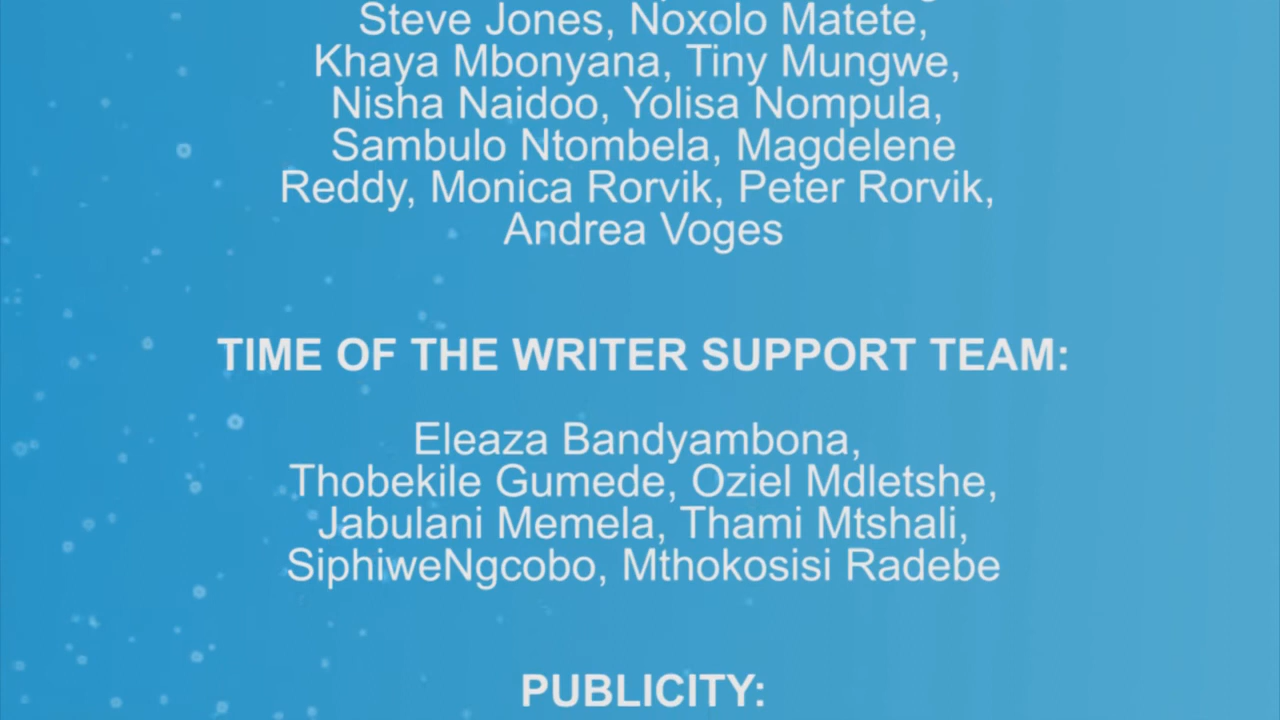 Steve Jones, Noxolo Matete,
Khaya Mbonyana, Tiny Mungwe,
Nisha Naidoo, Yolisa Nompula,
Sambulo Ntombela, Magdelene
Reddy, Monica Rorvik, Peter Rorvik,
Andrea Voges
TIME OF THE WRITER SUPPORT TEAM:
Eleaza Bandyambona,
Thobekile Gumede, Oziel Mdletshe,
Jabulani Memela, Thami Mtshali,
SiphiweNgcobo, Mthokosisi Radebe
PUBLICITY: